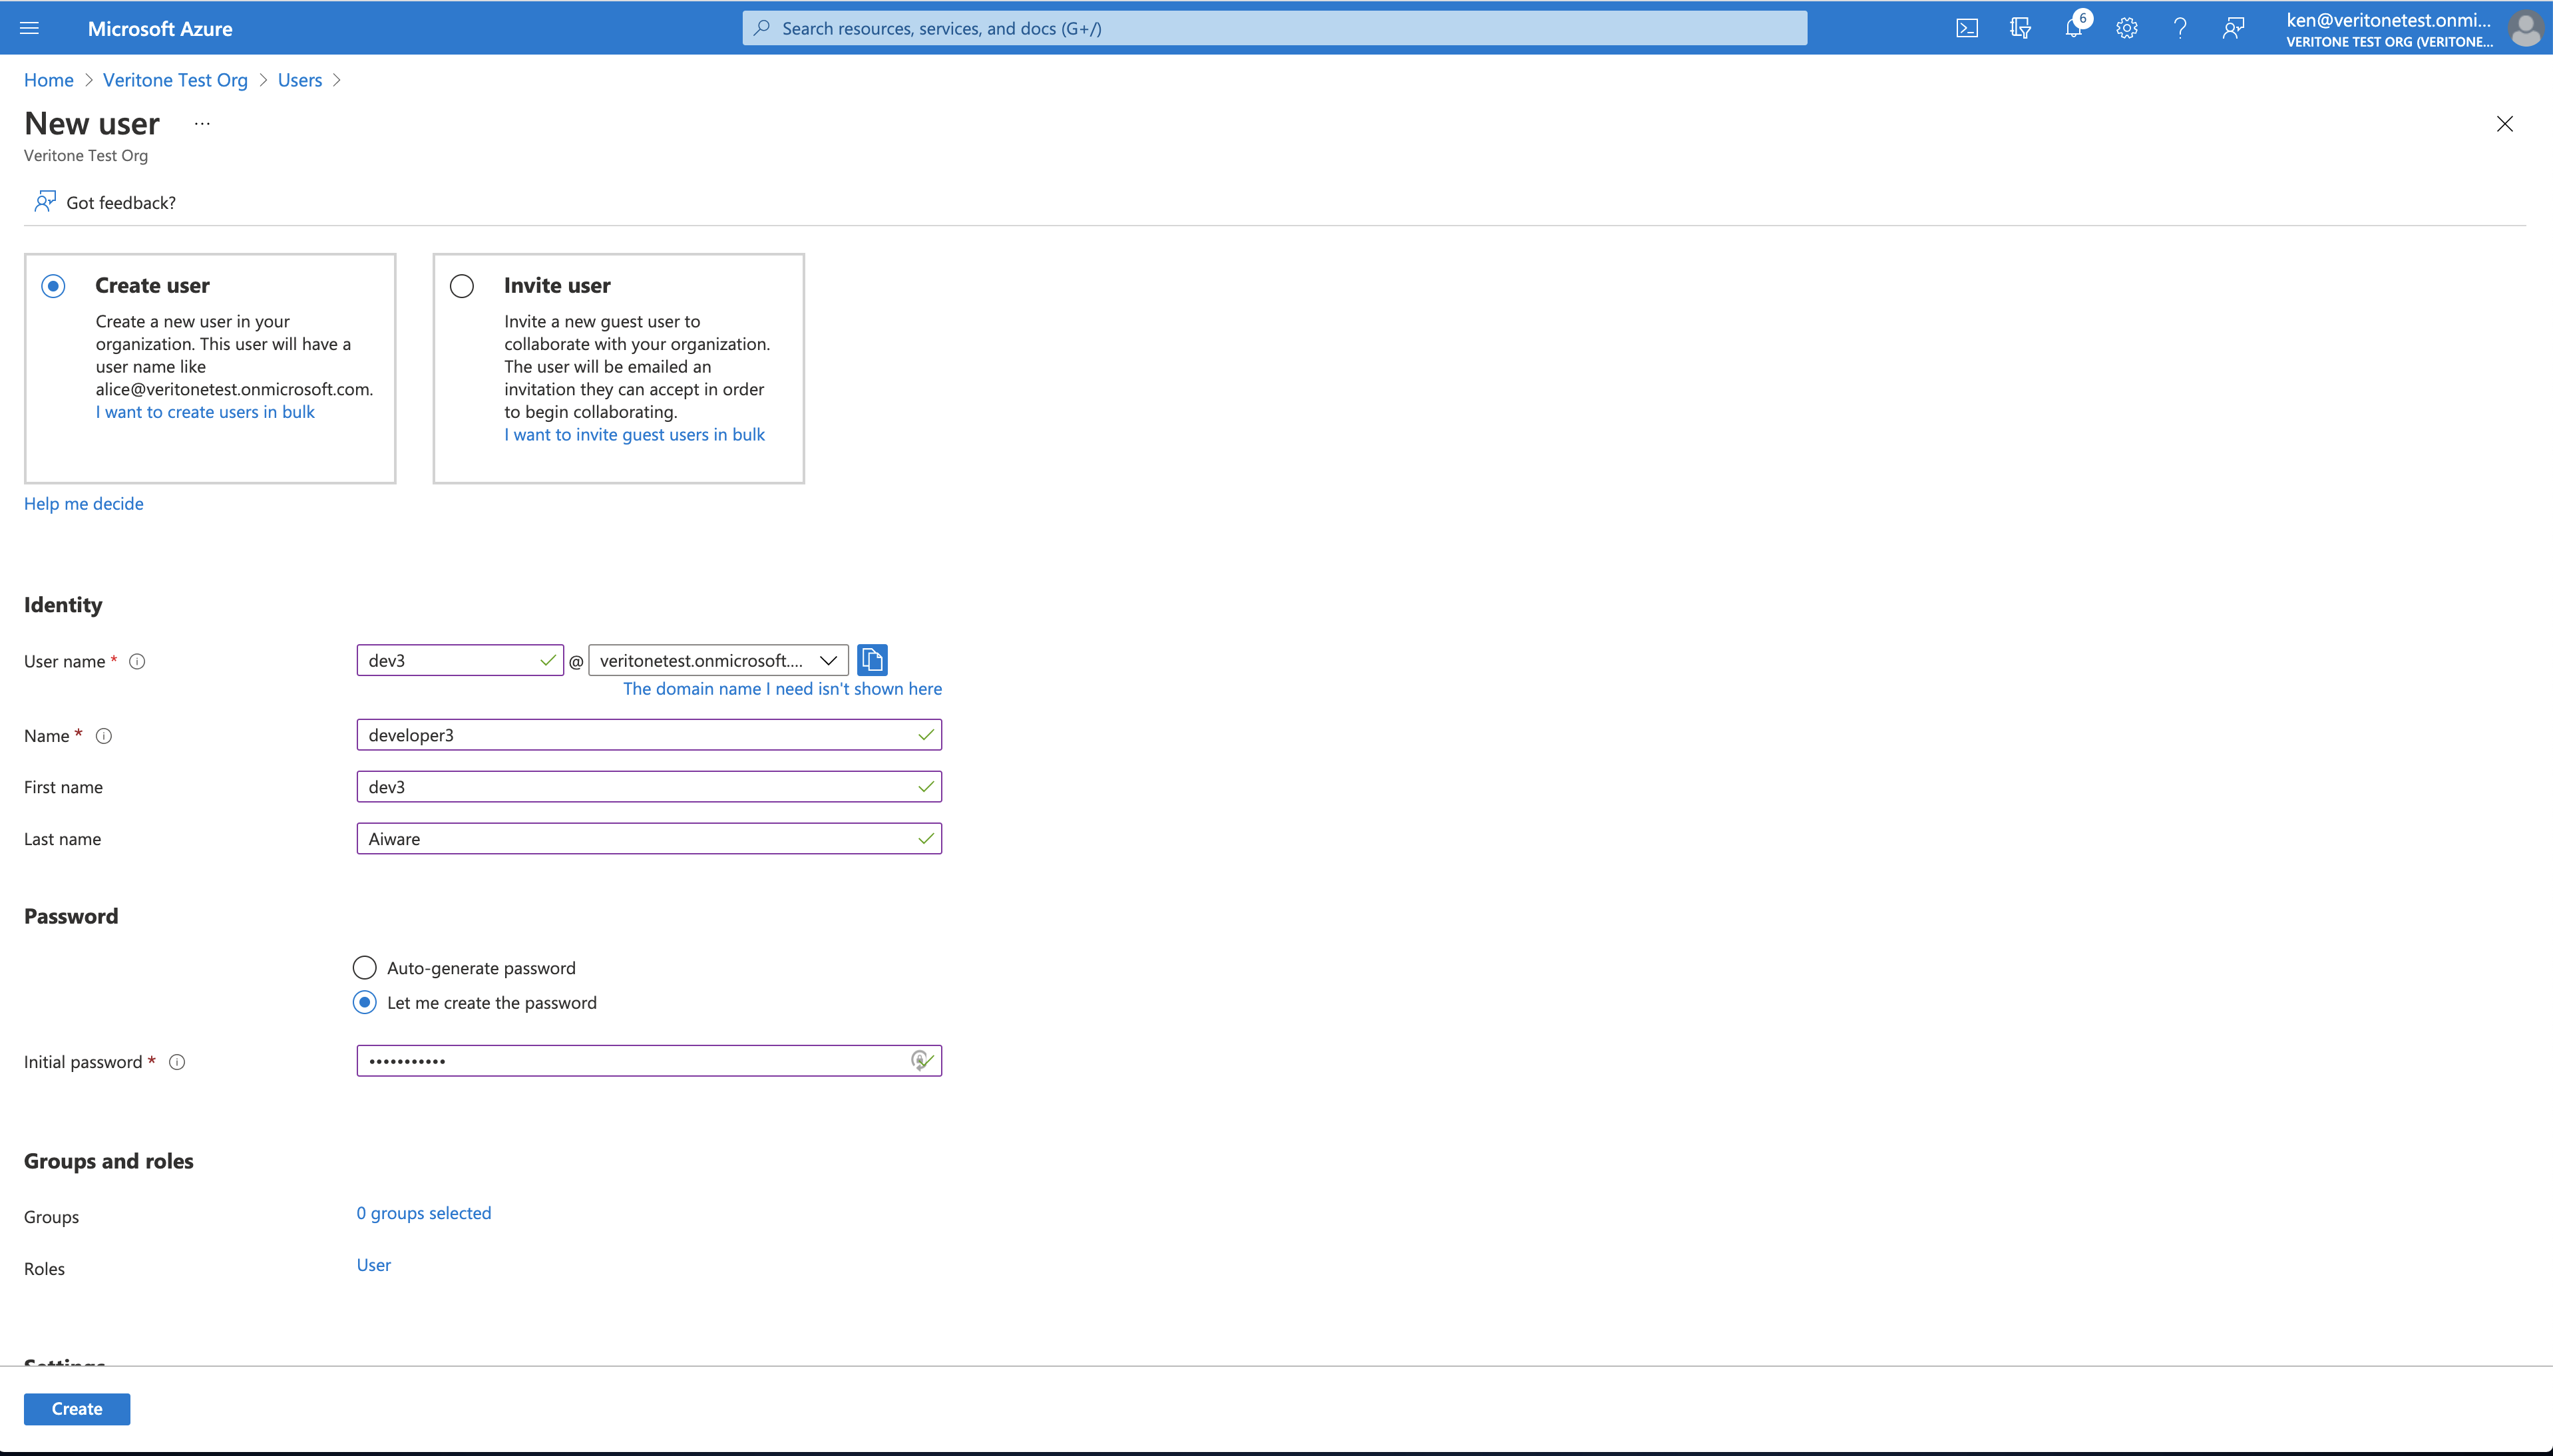 Microsoft Azure
Search resources, services, and docs (G+/)
6
ken@veritonetest.onmi...
VERITONE TEST ORG (VERITONE...
Home > Veritone Test Org > Users >
New user ...
Veritone Test Org
Got feedback?
Create user
Create a new user in your
organization. This user will have a
user name like
alice@veritonetest.onmicrosoft.com.
I want to create users in bulk
Invite user
Invite a new guest user to
collaborate with your organization.
The user will be emailed an
invitation they can accept in order
to begin collaborating.
I want to invite guest users in bulk
Help me decide
Identity
User name * dev3 @ veritonetest.onmicrosoft....
The domain name I need isn't shown here
Name * developer3
First name dev3
Last name Aiware
Password
Auto-generate password
Let me create the password
Initial password * •••••••••••
Groups and roles
Groups 0 groups selected
Roles User
Settings
Create